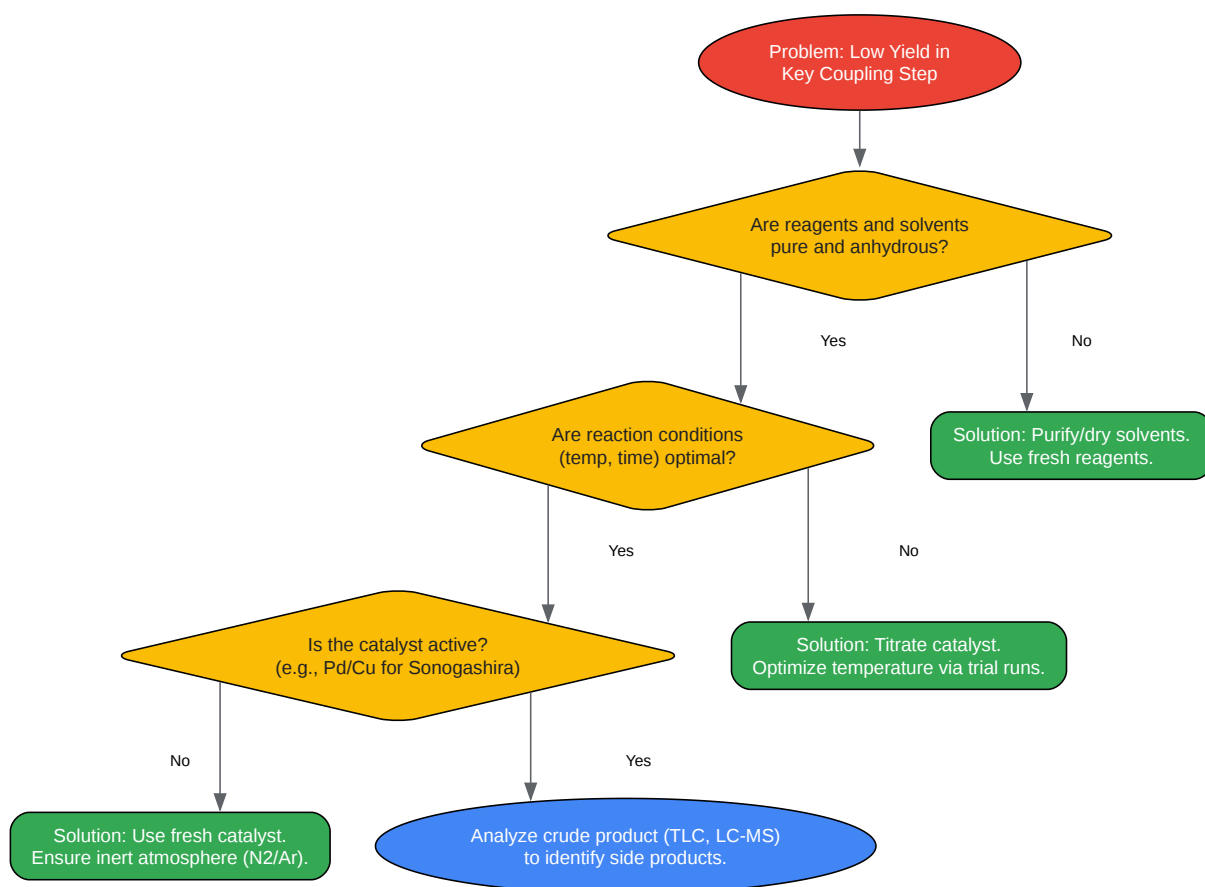 Problem: Low Yield in
Key Coupling Step
Are reagents and solvents
pure and anhydrous?
Yes
No
Are reaction conditions
(temp, time) optimal?
Solution: Purify/dry solvents.
Use fresh reagents.
Yes
No
Is the catalyst active?
(e.g., Pd/Cu for Sonogashira)
Solution: Titrate catalyst.
Optimize temperature via trial runs.
No
Yes
Solution: Use fresh catalyst.
Ensure inert atmosphere (N2/Ar).
Analyze crude product (TLC, LC-MS)
to identify side products.